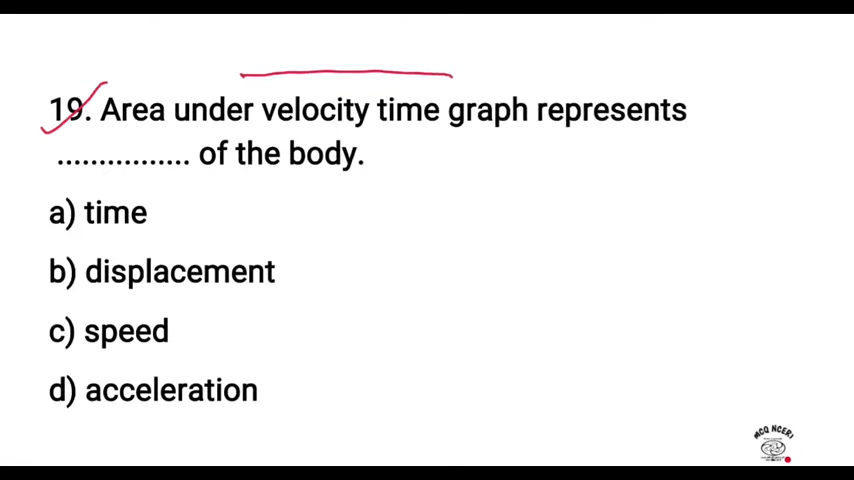 19. Area under velocity time graph represents
................ of the body.
a) time
b) displacement
c) speed
d) acceleration
MCQ NCERT